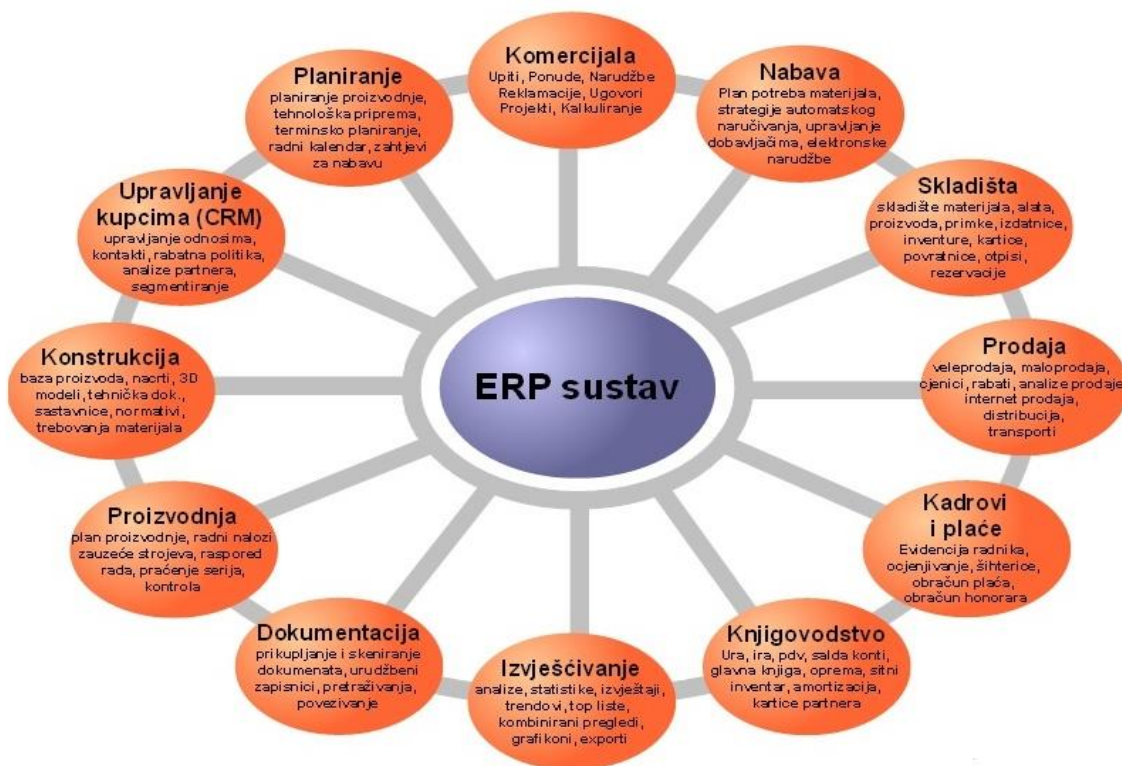 Komercijala
Upiti, Ponude, Narudžbe
Reklamacije, Ugovori
Projekti, Kalkuliranje
Nabava
Plan potreba materijala,
strategije automatskog
naručivanja, upravljanje
dobavljačima, elektronske
narudžbe
Skladišta
skladište materijala, alata,
proizvoda, primke, izdatnice,
inventure, kartice,
povratnice, otpisi,
rezervacije
Prodaja
veleprodaja, maloprodaja,
cjenici, rabati, analize prodaje
internet prodaja,
distribucija,
transporti
Kadrovi
i plaće
Evidencija radnika,
ocjenjivanje, šihterice,
obračun plaća,
obračun honorara
Knjigovodstvo
Ura, ira, pdv, salda konti,
glavna knjiga, oprema, sitni
inventar, amortizacija,
kartice partnera
Izvješćivanje
analize, statistike, izvještaji,
trendovi, top liste,
kombinirani pregledi,
grafikoni, exporti
Dokumentacija
prikupljanje i skeniranje
dokumenata, urudžbeni
zapisnici, pretraživanja,
povezivanje
Proizvodnja
plan proizvodnje, radni nalozi
zauzeće strojeva, raspored
rada, praćenje serija,
kontrola
Konstrukcija
baza proizvoda, nacrti, 3D
modeli, tehnička dok.,
sastavnice, normativi,
trebovanja materijala
Upravljanje
kupcima (CRM)
upravljanje odnosima,
kontakti, rabatna politika,
analize partnera,
segmentiranje
Planiranje
planiranje proizvodnje,
tehnološka priprema,
terminsko planiranje,
radni kalendar, zahtjevi
za nabavu
ERP sustav